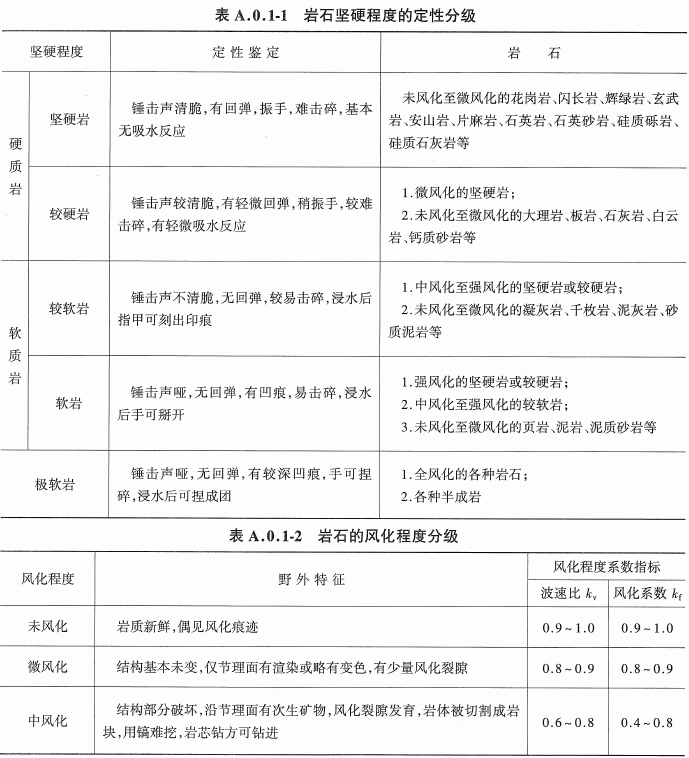 表 A.0.1-1 岩石坚硬程度的定性分级
坚硬程度 定性鉴定 岩 石
硬质岩
坚硬岩
锤击声清脆,有回弹,振手,难击碎,基本
无吸水反应
未风化至微风化的花岗岩、闪长岩、辉绿岩、玄武
岩、安山岩、片麻岩、石英岩、石英砂岩、硅质砾岩、
硅质石灰岩等
较硬岩
锤击声较清脆,有轻微回弹,稍振手,较难
击碎,有轻微吸水反应
1.微风化的坚硬岩;
2.未风化至微风化的大理岩、板岩、石灰岩、白云
岩、钙质砂岩等
软质岩
较软岩
锤击声不清脆,无回弹,较易击碎,浸水后
指甲可刻出印痕
1.中风化至强风化的坚硬岩或较硬岩;
2.未风化至微风化的凝灰岩、千枚岩、泥灰岩、砂
质泥岩等
软岩
锤击声哑,无回弹,有凹痕,易击碎,浸水
后手可掰开
1.强风化的坚硬岩或较硬岩;
2.中风化至强风化的较软岩;
3.未风化至微风化的页岩、泥岩、泥质砂岩等
极软岩
锤击声哑,无回弹,有较深凹痕,手可捏
碎,浸水后可捏成团
1.全风化的各种岩石;
2.各种半成岩
表 A.0.1-2 岩石的风化程度分级
风化程度 野外特征 风化程度系数指标
波速比 kv 风化系数 kf
未风化 岩质新鲜,偶见风化痕迹 0.9~1.0 0.9~1.0
微风化 结构基本未变,仅节理面有渲染或略有变色,有少量风化裂隙 0.8~0.9 0.8~0.9
中风化
结构部分破坏,沿节理面有次生矿物,风化裂隙发育,岩体被切割成岩
块,用镐难挖,岩芯钻方可钻进
0.6~0.8 0.4~0.8